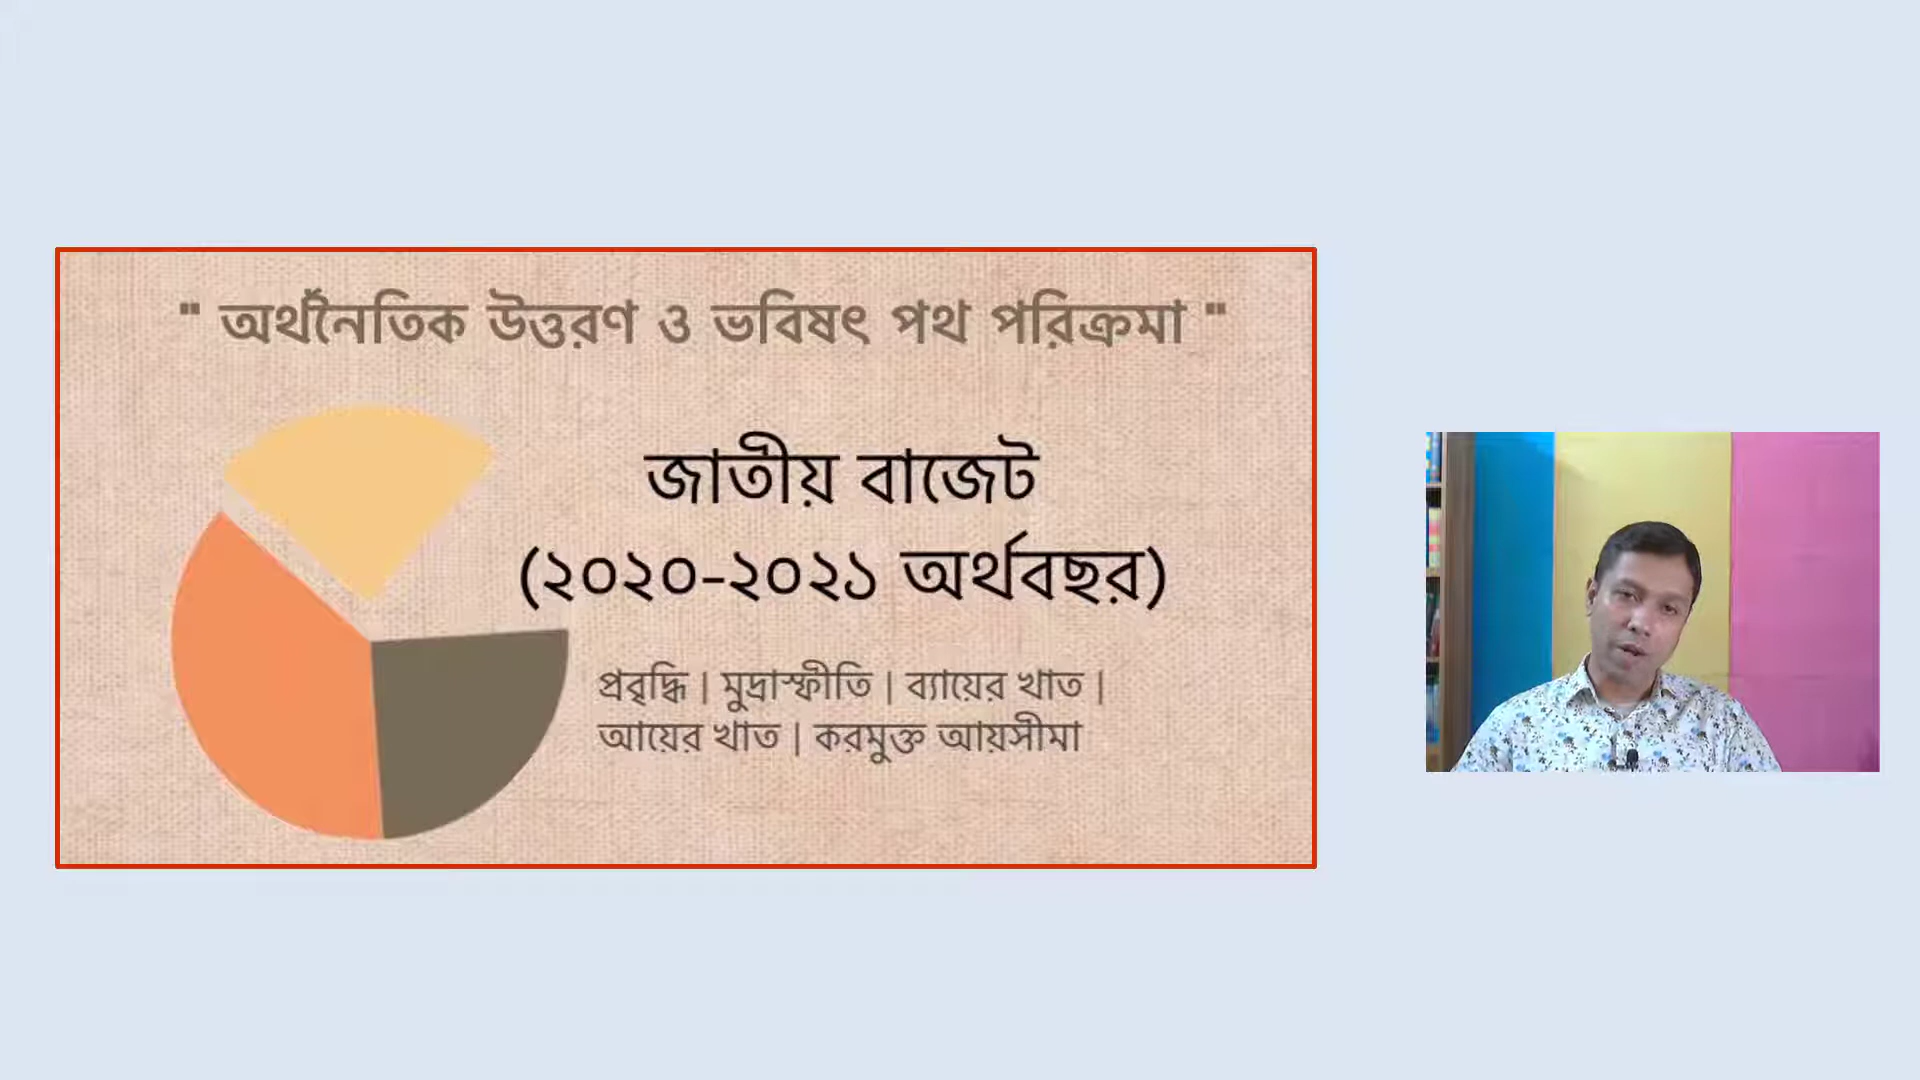 " অর্থনৈতিক উত্তরণ ও ভবিষৎ পথ পরিক্রমা "
জাতীয় বাজেট
(২০২০-২০২১ অর্থবছর)
প্রবৃদ্ধি | মুদ্রাস্ফীতি | ব্যায়ের খাত |
আয়ের খাত | করমুক্ত আয়সীমা